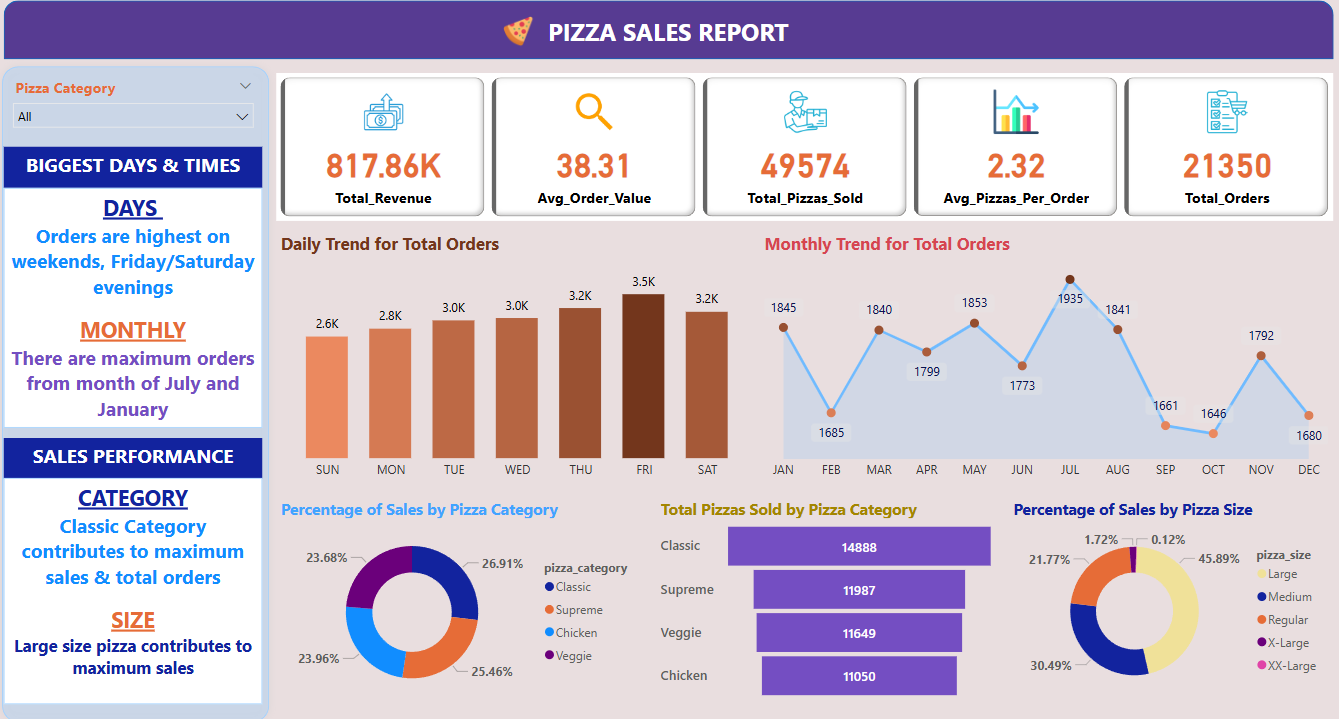 PIZZA SALES REPORT
Pizza Category
All
BIGGEST DAYS & TIMES
DAYS
Orders are highest on
weekends, Friday/Saturday
evenings
MONTHLY
There are maximum orders
from month of July and
January
SALES PERFORMANCE
CATEGORY
Classic Category
contributes to maximum
sales & total orders
SIZE
Large size pizza contributes to
maximum sales
817.86K
Total_Revenue
38.31
Avg_Order_Value
49574
Total_Pizzas_Sold
2.32
Avg_Pizzas_Per_Order
21350
Total_Orders
Daily Trend for Total Orders
2.6K
2.8K
3.0K
3.0K
3.2K
3.5K
3.2K
SUN MON TUE WED THU FRI SAT
Monthly Trend for Total Orders
1845
1685
1840
1799
1853
1773
1935
1841
1661
1646
1792
1680
JAN FEB MAR APR MAY JUN JUL AUG SEP OCT NOV DEC
Percentage of Sales by Pizza Category
23.68%
26.91%
23.96%
25.46%
pizza_category
Classic
Supreme
Chicken
Veggie
Total Pizzas Sold by Pizza Category
Classic 14888
Supreme 11987
Veggie 11649
Chicken 11050
Percentage of Sales by Pizza Size
1.72%
0.12%
21.77%
45.89%
30.49%
pizza_size
Large
Medium
Regular
X-Large
XX-Large